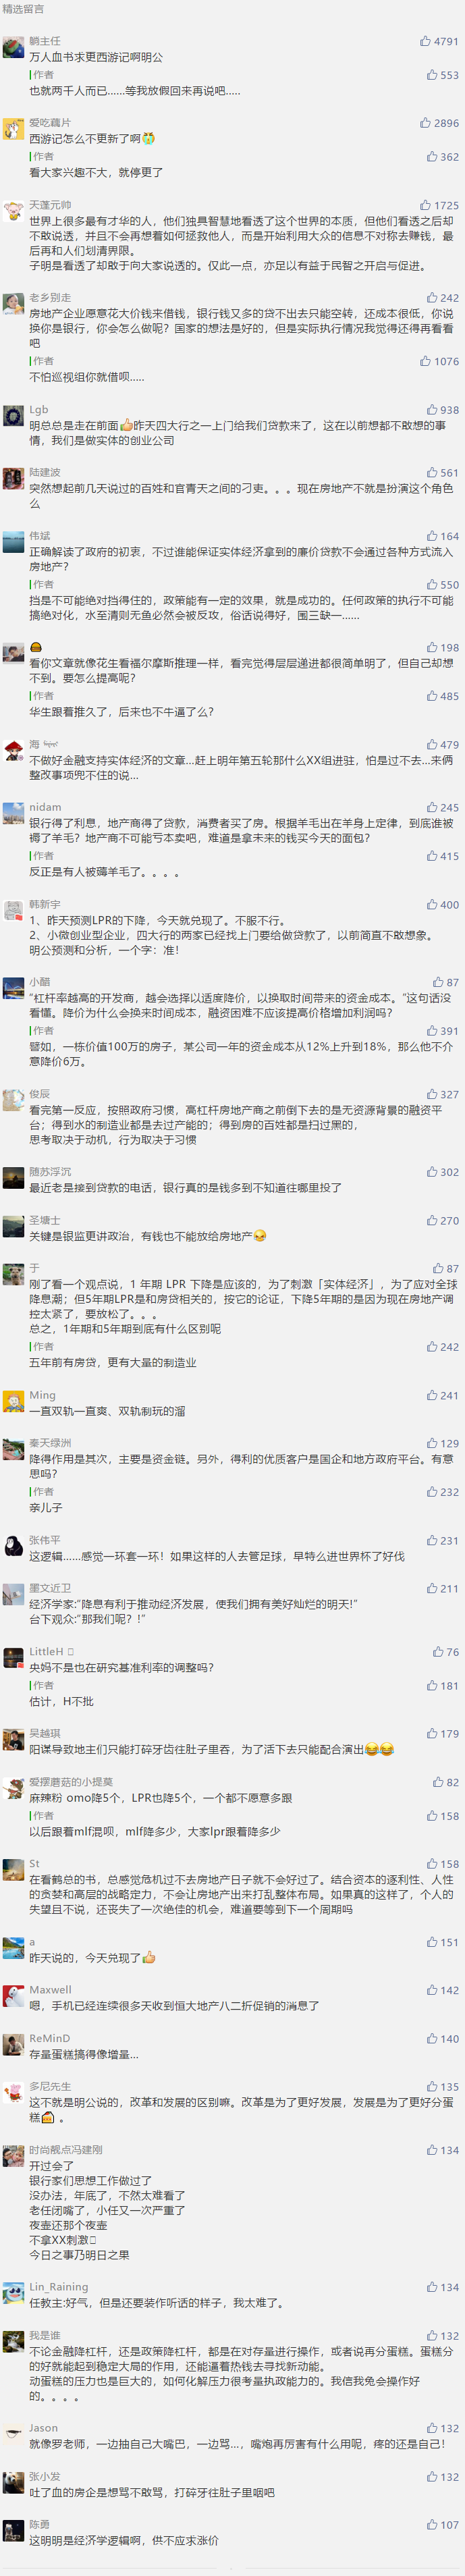 精选留言
躺主任 4791
万人血书求更西游记啊明公
作者 553
也就两千人而已......等我放假回来再说吧.....
爱吃藕片 2896
西游记怎么不更新了啊😭
作者 362
看大家兴趣不大，就停更了
天蓬元帅 1725
世界上很多最有才华的人，他们独具智慧地看透了这个世界的本质，但他们看透之后却
不敢说透，并且不会再想着如何拯救他人，而是开始利用大众的信息不对称去赚钱，最
后再和人们划清界限。
子明是看透了却敢于向大家说透的。仅此一点，亦足以有益于民智之开启与促进。
老乡别走 242
房地产企业愿意花大价钱来借钱，银行钱又多的贷不出去只能空转，还成本很低，你说
换你是银行，你会怎么做呢？国家的想法是好的，但是实际执行情况我觉得还得再看看
吧
作者 1076
不怕巡视组你就借呗.....
Lgb 938
明总总是走在前面👍昨天四大行之一上门给我们贷款来了，这在以前想都不敢想的事
情，我们是做实体的创业公司
陆建波 561
突然想起前几天说过的百姓和官青天之间的刁吏。。。现在房地产不就是扮演这个角色
么
伟斌 164
正确解读了政府的初衷，不过谁能保证实体经济拿到的廉价贷款不会通过各种方式流入
房地产？
作者 550
挡是不可能绝对挡得住的，政策能有一定的效果，就是成功的。任何政策的执行不可能
搞绝对化，水至清则无鱼必然会被反攻，俗话说得好，围三缺一......
🍔 198
看你文章就像花生看福尔摩斯推理一样，看完觉得层层递进都很简单明了，但自己却想
不到。要怎么提高呢？
作者 485
华生跟着推久了，后来也不牛逼了么？
海 479
不做好金融支持实体经济的文章...赶上明年第五轮那什么XX组进驻，怕是过不去...来俩
整改事项兜不住的说...
nidam 245
银行得了利息，地产商得了贷款，消费者买了房。根据羊毛出在羊身上定律，到底谁被
褥了羊毛？地产商不可能亏本卖吧，难道是拿未来的钱买今天的面包？
作者 415
反正是有人被薅羊毛了。。。。
韩新宇 400
1、昨天预测LPR的下降，今天就兑现了。不服不行。
2、小微创业型企业，四大行的两家已经找上门要给做贷款了，以前简直不敢想象。
明公预测和分析，一个字：准！
小醋 87
“杠杆率越高的开发商，越会选择以适度降价，以换取时间带来的资金成本。”这句话没
看懂。降价为什么会换来时间成本，融资困难不应该提高价格增加利润吗？
作者 391
譬如，一栋价值100万的房子，某公司一年的资金成本从12%上升到18%，那么他不介
意降价6万。
俊辰 327
看完第一反应，按照政府习惯，高杠杆房地产商之前倒下去的是无资源背景的融资平
台；得到水的制造业都是去过产能的；得到房的百姓都是扫过黑的，
思考取决于动机，行为取决于习惯
随苏浮沉 302
最近老是接到贷款的电话，银行真的是钱多到不知道往哪里投了
圣塘士 270
关键是银监更讲政治，有钱也不能放给房地产😂
于 87
刚了看一个观点说，1 年期 LPR 下降是应该的，为了刺激「实体经济」，为了应对全球
降息潮；但5年期LPR是和房贷相关的，按它的论证，下降5年期的是因为现在房地产调
控太紧了，要放松了。。。
总之，1年期和5年期到底有什么区别呢
作者 242
五年前有房贷，更有大量的制造业
Ming 241
一直双轨一直爽、双轨制玩的溜
秦天绿洲 129
降得作用是其次，主要是资金链。另外，得利的优质客户是国企和地方政府平台。有意
思吗？
作者 232
亲儿子
张伟平 231
这逻辑......感觉一环套一环！如果这样的人去管足球，早特么进世界杯了好伐
墨文近卫 211
经济学家:“降息有利于推动经济发展，使我们拥有美好灿烂的明天!”
台下观众:“那我们呢？!”
LittleH 76
央妈不是也在研究基准利率的调整吗？
作者 181
估计，H不批
吴越琪 179
阳谋导致地主们只能打碎牙齿往肚子里吞，为了活下去只能配合演出😂😂
爱摆蘑菇的小提莫 82
麻辣粉 omo降5个，LPR也降5个，一个都不愿意多跟
作者 158
以后跟着mlf混呗，mlf降多少，大家lpr跟着降多少
St 158
在看鹤总的书，总感觉危机过不去房地产日子就不会好过了。结合资本的逐利性、人性
的贪婪和高层的战略定力，不会让房地产出来打乱整体布局。如果真的这样了，个人的
失望且不说，还丧失了一次绝佳的机会，难道要等到下一个周期吗
a 151
昨天说的，今天兑现了👍
Maxwell 142
嗯，手机已经连续很多天收到恒大地产八二折促销的消息了
ReMinD 140
存量蛋糕搞得像增量...
多尼先生 135
这不就是明公说的，改革和发展的区别嘛。改革是为了更好发展，发展是为了更好分蛋
糕🍰 。
时尚靓点冯建刚 134
开过会了
银行家们思想工作做过了
没办法，年底了，不然太难看了
老任闭嘴了，小任又一次严重了
夜壶还那个夜壶
不拿XX刺激
今日之事乃明日之果
Lin_Raining 134
任教主:好气，但是还要装作听话的样子，我太难了。
我是谁 132
不论金融降杠杆，还是政策降杠杆，都是在对存量进行操作，或者说再分蛋糕。蛋糕分
的好就能起到稳定大局的作用，还能逼着热钱去寻找新动能。
动蛋糕的压力也是巨大的，如何化解压力很考量执政能力的。我信我免会操作好
的。。。。
Jason 132
就像罗老师，一边抽自己大嘴巴，一边骂...，嘴炮再厉害有什么用呢，疼的还是自己！
张小发 132
吐了血的房企是想骂不敢骂，打碎牙往肚子里咽吧
陈勇 107
这明明是经济学逻辑啊，供不应求涨价